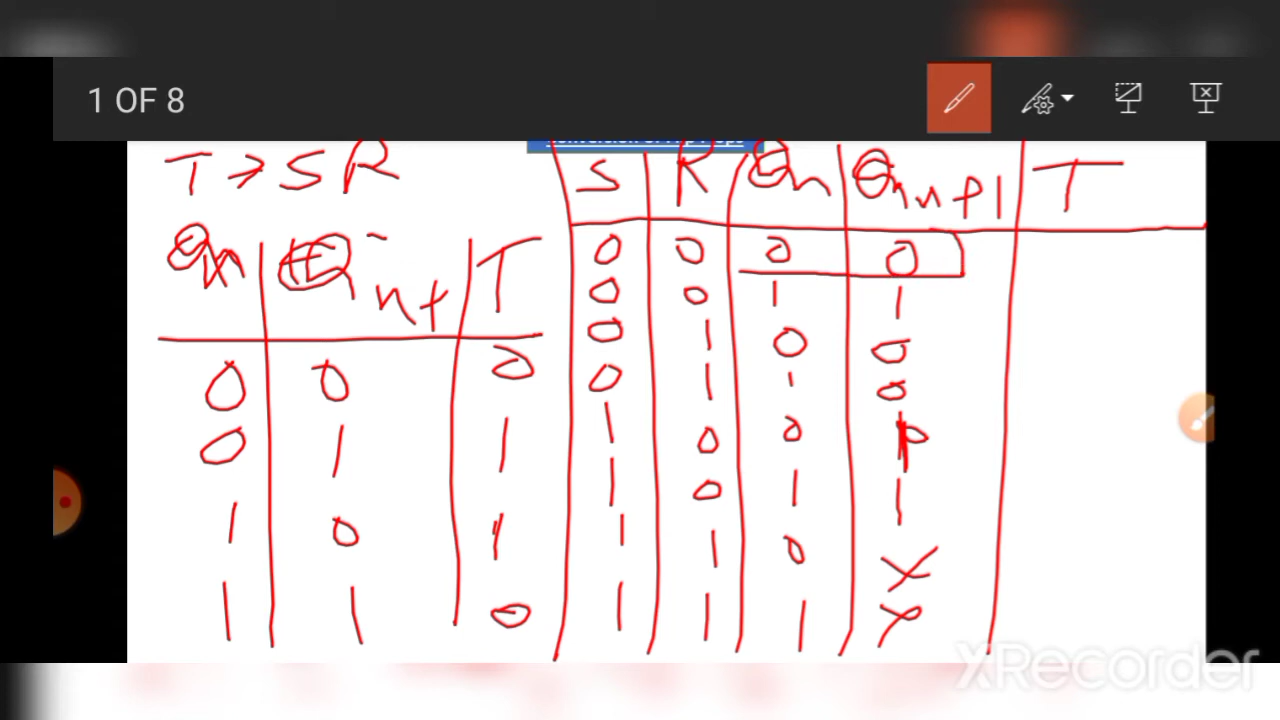 1 OF 8
T → S R
Qn Qn+ T
0 0 0
0 1 1
1 0 1
1 1 0
S R Qn Qn+1 T
0 0 0 0
0 0 1 1
0 1 0 0
0 1 1 0
1 0 0 1
1 0 1 1
1 1 0 X
1 1 1 X
XRecorder